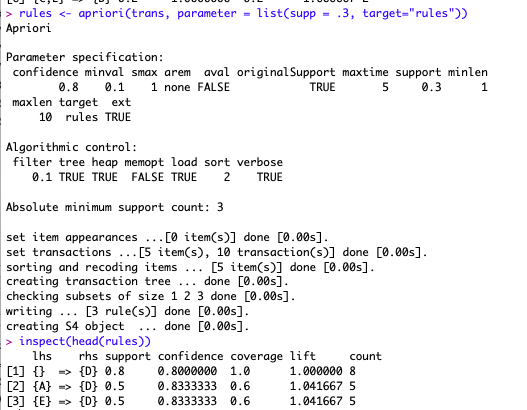 > rules <- apriori(trans, parameter = list(supp = .3, target="rules"))
Apriori

Parameter specification:
 confidence minval smax arem  aval originalSupport maxtime support minlen
        0.8    0.1    1 none FALSE            TRUE       5     0.3      1
 maxlen target  ext
     10  rules TRUE

Algorithmic control:
 filter tree heap memopt load sort verbose
    0.1 TRUE TRUE  FALSE TRUE    2    TRUE

Absolute minimum support count: 3

set item appearances ...[0 item(s)] done [0.00s].
set transactions ...[5 item(s), 10 transaction(s)] done [0.00s].
sorting and recoding items ... [5 item(s)] done [0.00s].
creating transaction tree ... done [0.00s].
checking subsets of size 1 2 3 done [0.00s].
writing ... [3 rule(s)] done [0.00s].
creating S4 object  ... done [0.00s].
> inspect(head(rules))
    lhs    rhs support confidence coverage lift     count
[1] {}  => {D} 0.8     0.8000000  1.0      1.000000 8
[2] {A} => {D} 0.5     0.8333333  0.6      1.041667 5
[3] {E} => {D} 0.5     0.8333333  0.6      1.041667 5